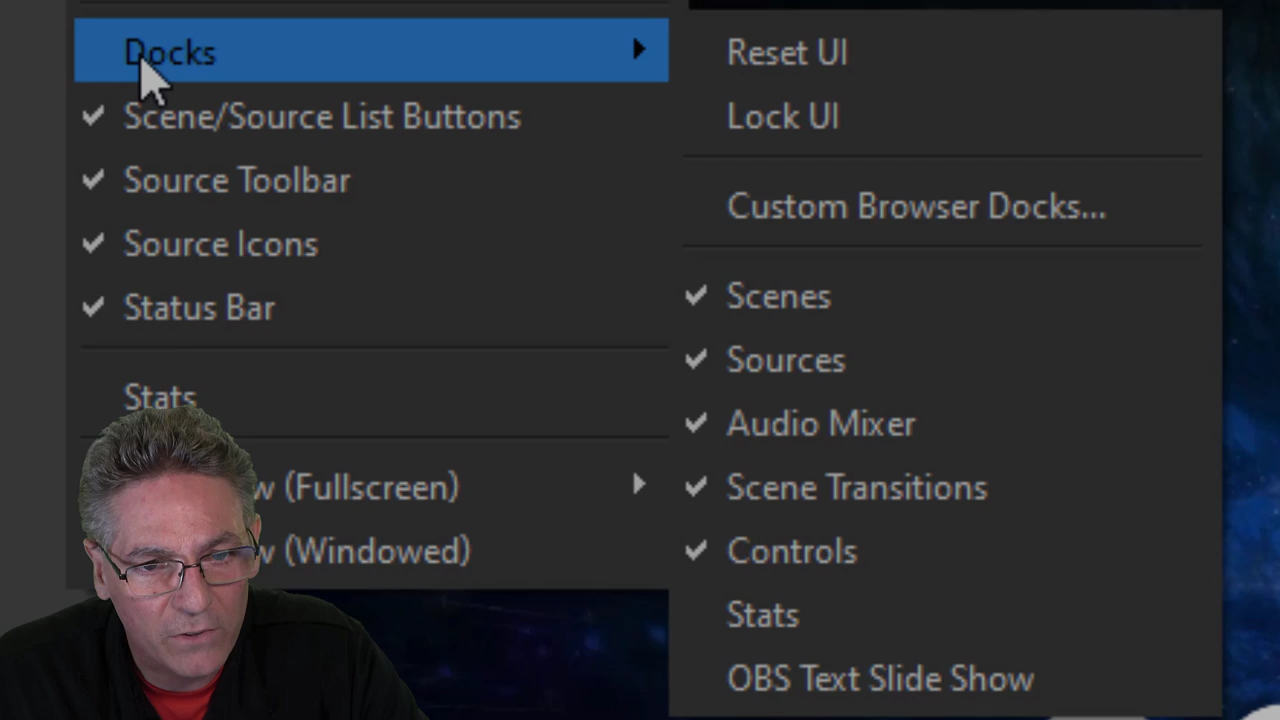 Docks
Scene/Source List Buttons
Source Toolbar
Source Icons
Status Bar
Stats
(Fullscreen)
(Windowed)
Reset UI
Lock UI
Custom Browser Docks...
Scenes
Sources
Audio Mixer
Scene Transitions
Controls
Stats
OBS Text Slide Show